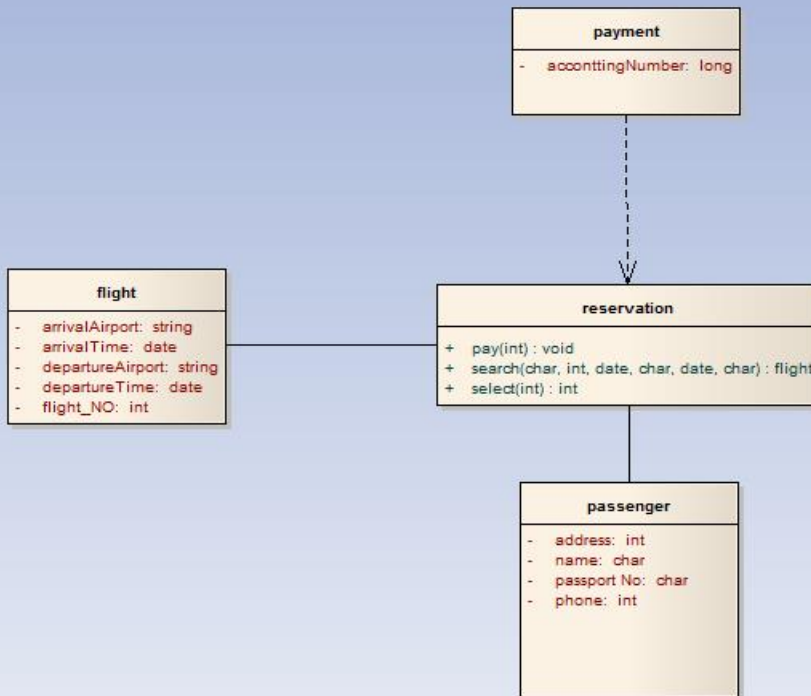 payment
- acconttingNumber: long
flight
- arrivalAirport: string
- arrivalTime: date
- departureAirport: string
- departureTime: date
- flight_NO: int
reservation
+ pay(int) : void
+ search(char, int, date, char, date, char) : flight
+ select(int) : int
passenger
- address: int
- name: char
- passport No: char
- phone: int